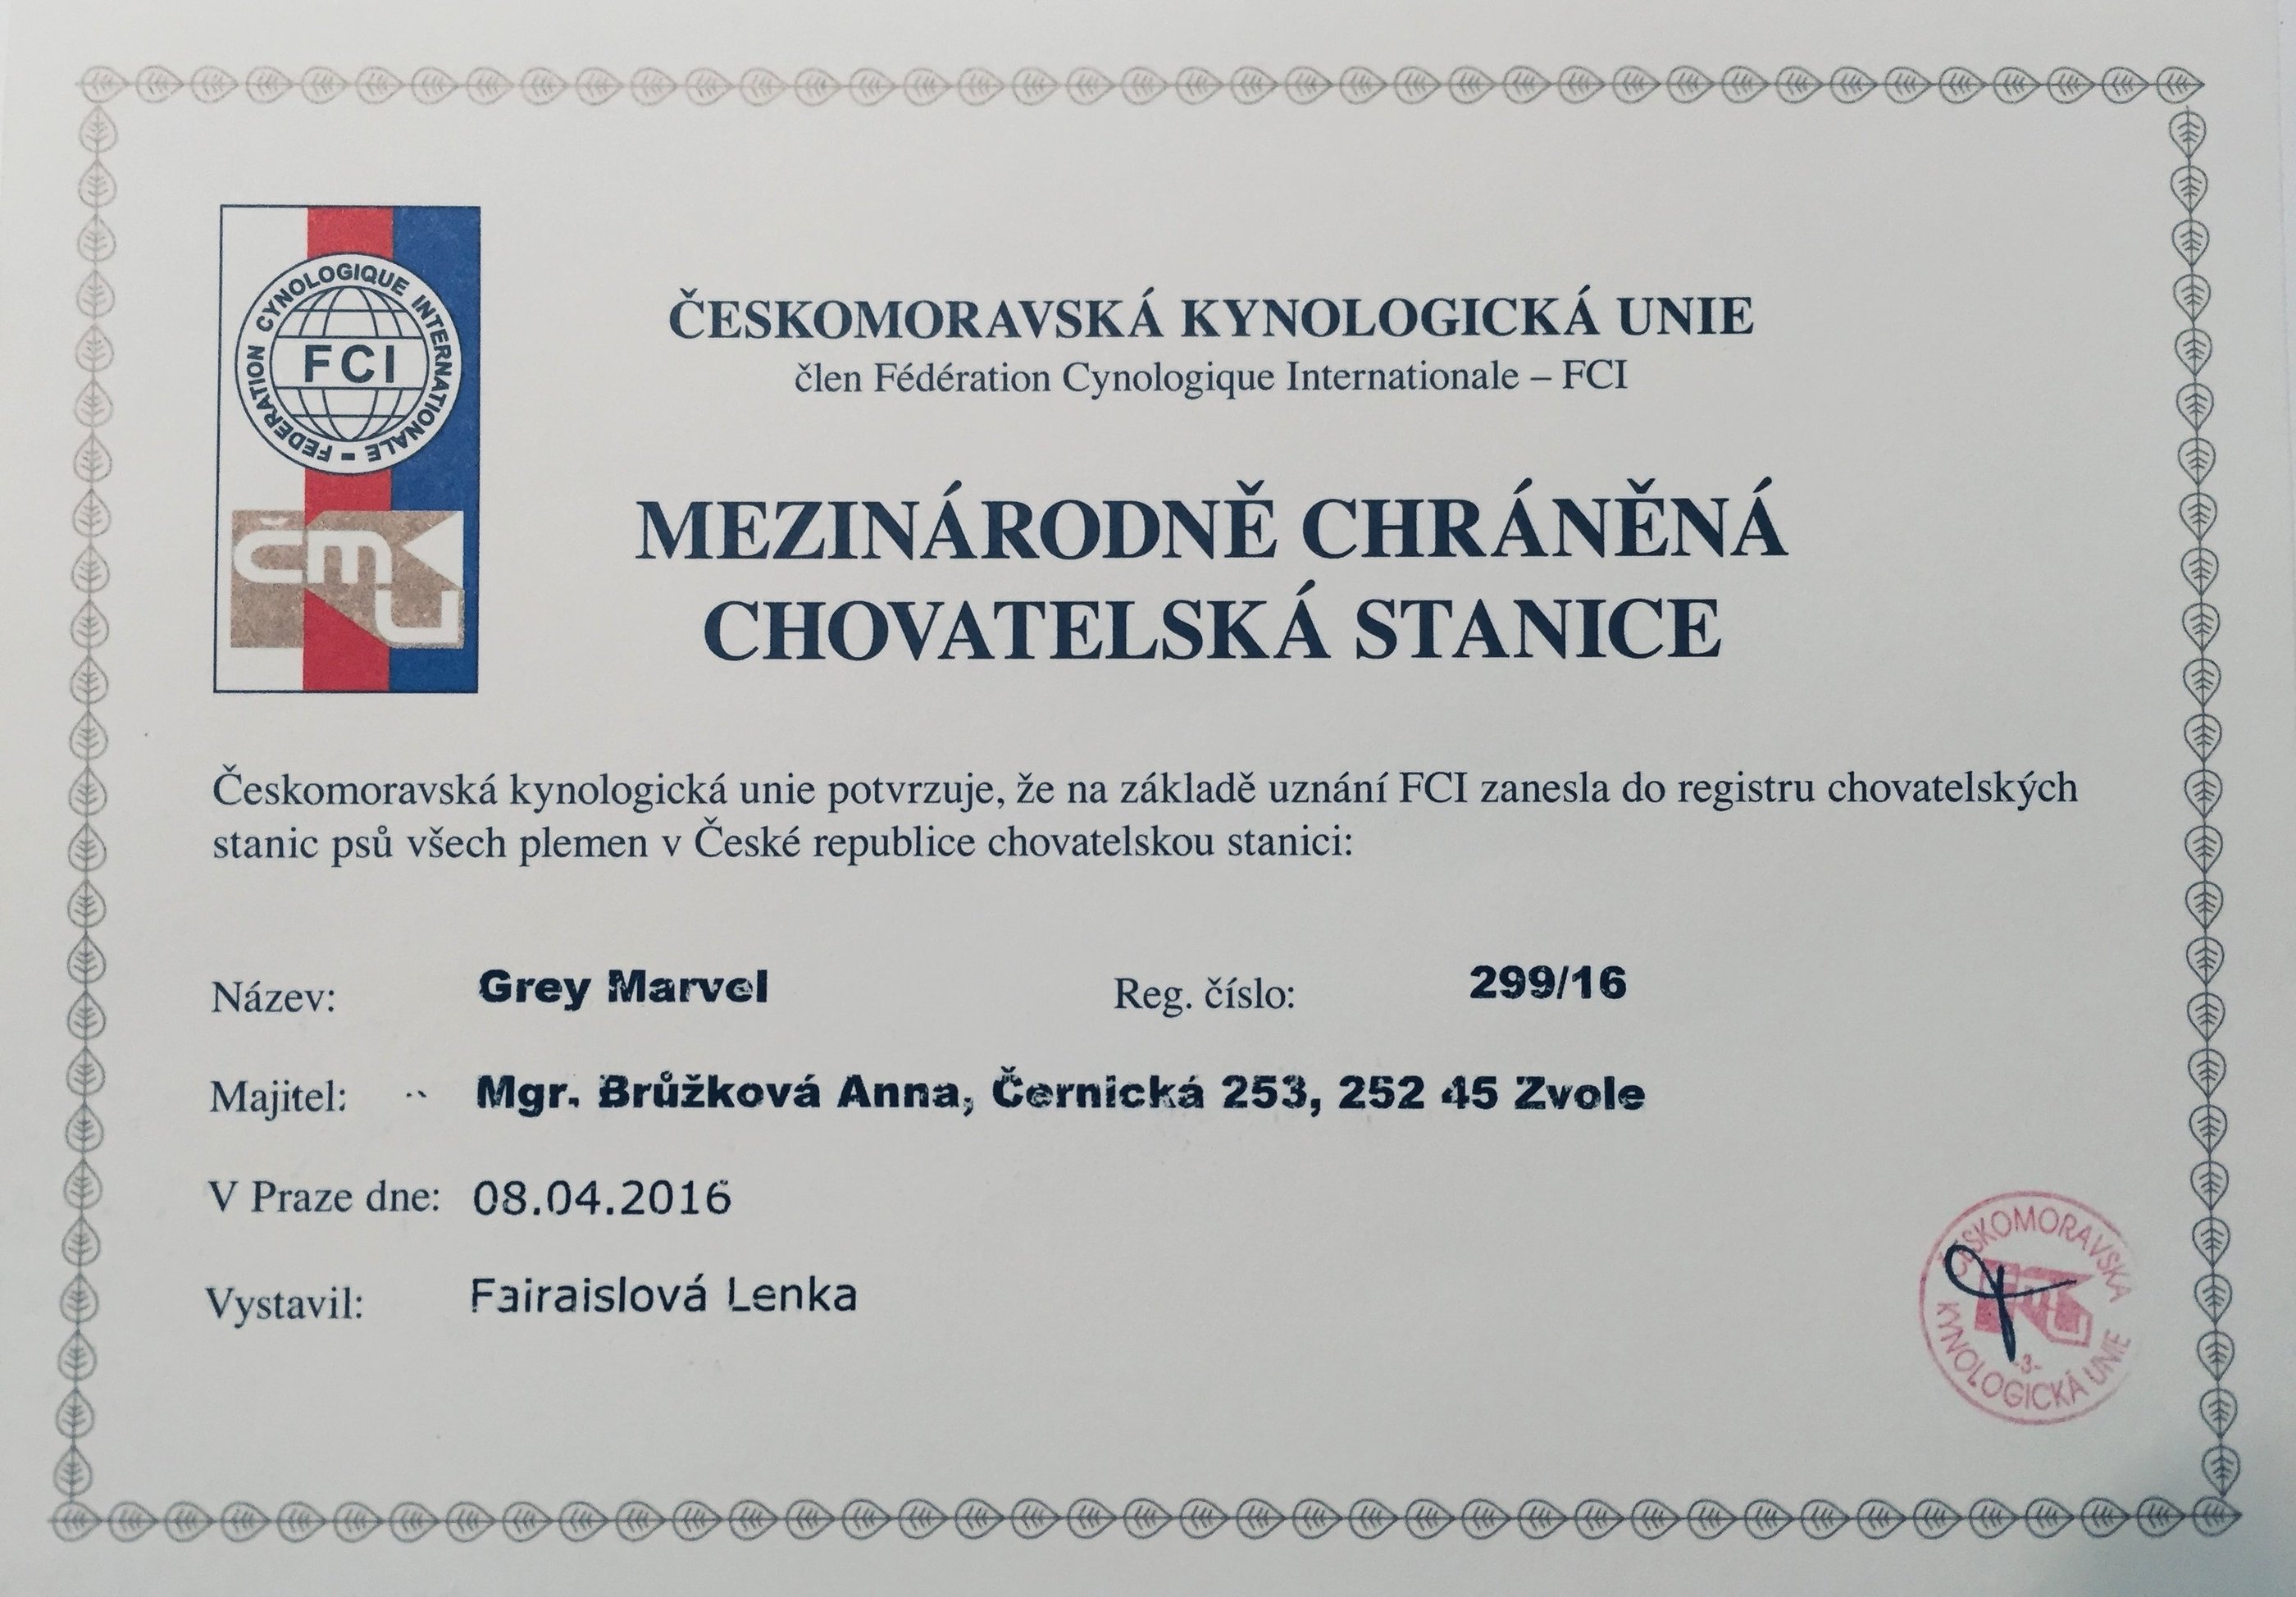 FEDERATION CYNOLOGIQUE INTERNATIONALE –
FCI
čmKu
ČESKOMORAVSKÁ KYNOLOGICKÁ UNIE
člen Fédération Cynologique Internationale – FCI
MEZINÁRODNĚ CHRÁNĚNÁ
CHOVATELSKÁ STANICE
Českomoravská kynologická unie potvrzuje, že na základě uznání FCI zanesla do registru chovatelských
stanic psů všech plemen v České republice chovatelskou stanici:
Název: Grey Marvel Reg. číslo: 299/16
Majitel: Mgr. Brůžková Anna, Černická 253, 252 45 Zvole
V Praze dne: 08.04.2016
Vystavil: Fairaislová Lenka
ČESKOMORAVSKÁ
KYNOLOGICKÁ UNIE
-3-